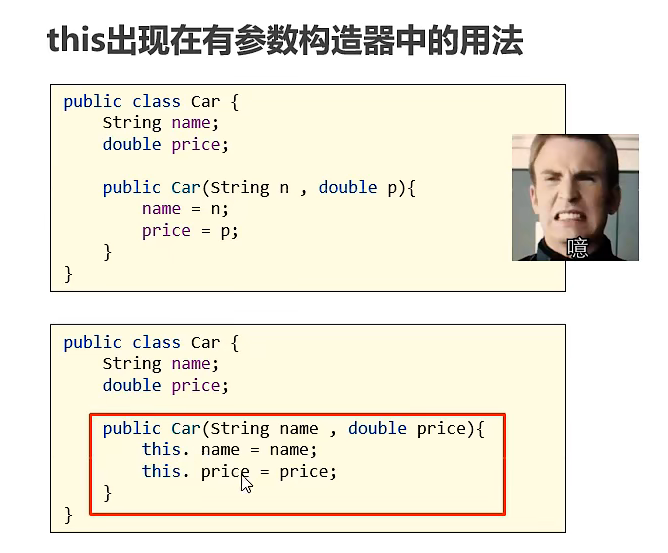 this出现在有参数构造器中的用法
public class Car {
String name;
double price;
public Car(String n , double p){
name = n;
price = p;
}
}
噫
public class Car {
String name;
double price;
public Car(String name , double price){
this. name = name;
this. price = price;
}
}